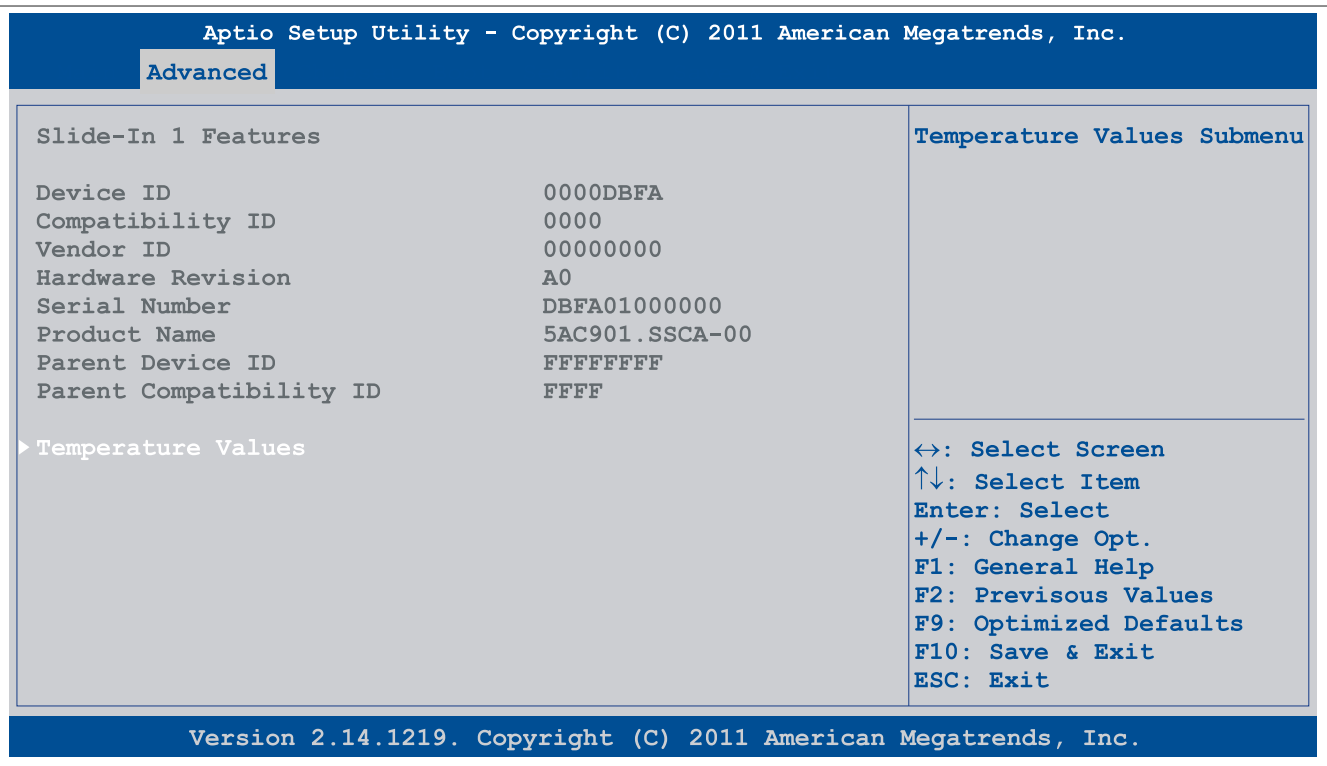 Aptio Setup Utility - Copyright (C) 2011 American Megatrends, Inc.
Advanced
Slide-In 1 Features
Temperature Values Submenu
Device ID 0000DBFA
Compatibility ID 0000
Vendor ID 00000000
Hardware Revision A0
Serial Number DBFA01000000
Product Name 5AC901.SSCA-00
Parent Device ID FFFFFFFF
Parent Compatibility ID FFFF
Temperature Values
↔: Select Screen
↑↓: Select Item
Enter: Select
+/-: Change Opt.
F1: General Help
F2: Previsous Values
F9: Optimized Defaults
F10: Save & Exit
ESC: Exit
Version 2.14.1219. Copyright (C) 2011 American Megatrends, Inc.